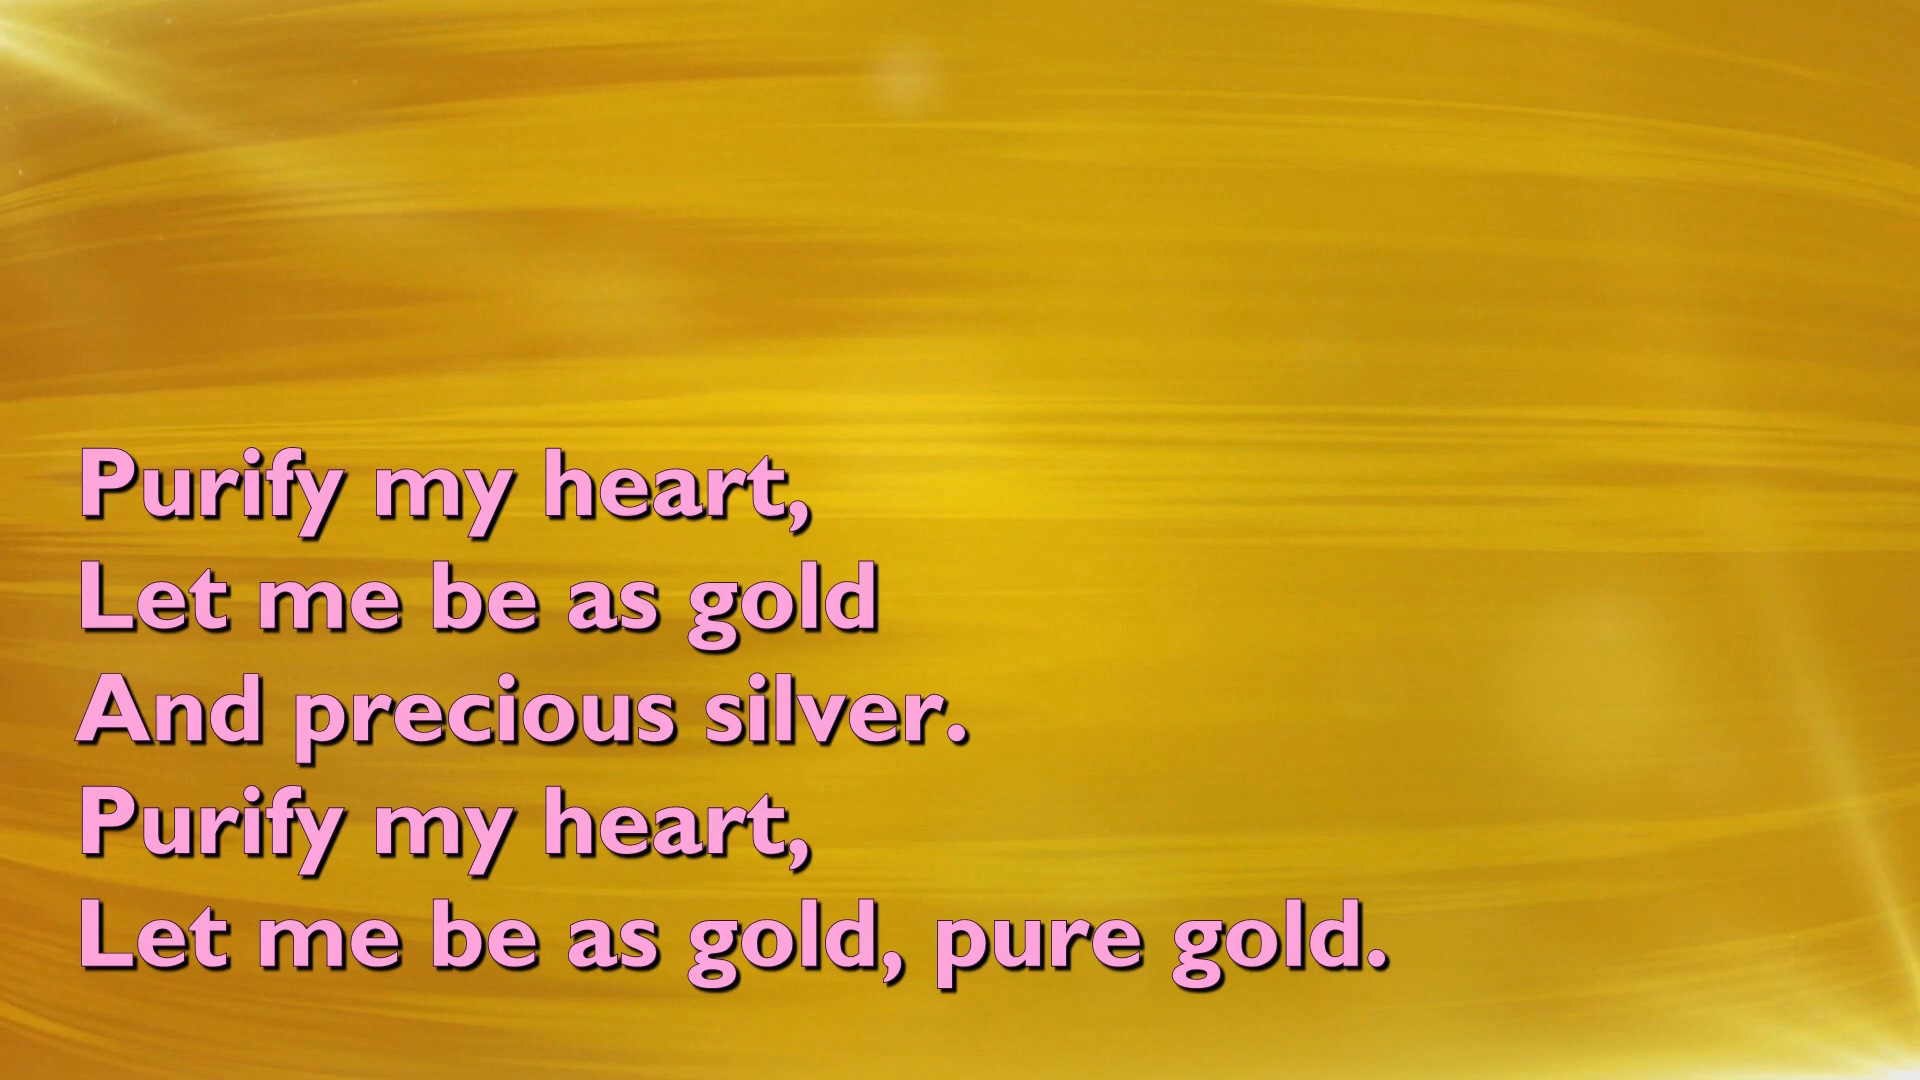 Purify my heart,
Let me be as gold
And precious silver.
Purify my heart,
Let me be as gold, pure gold.